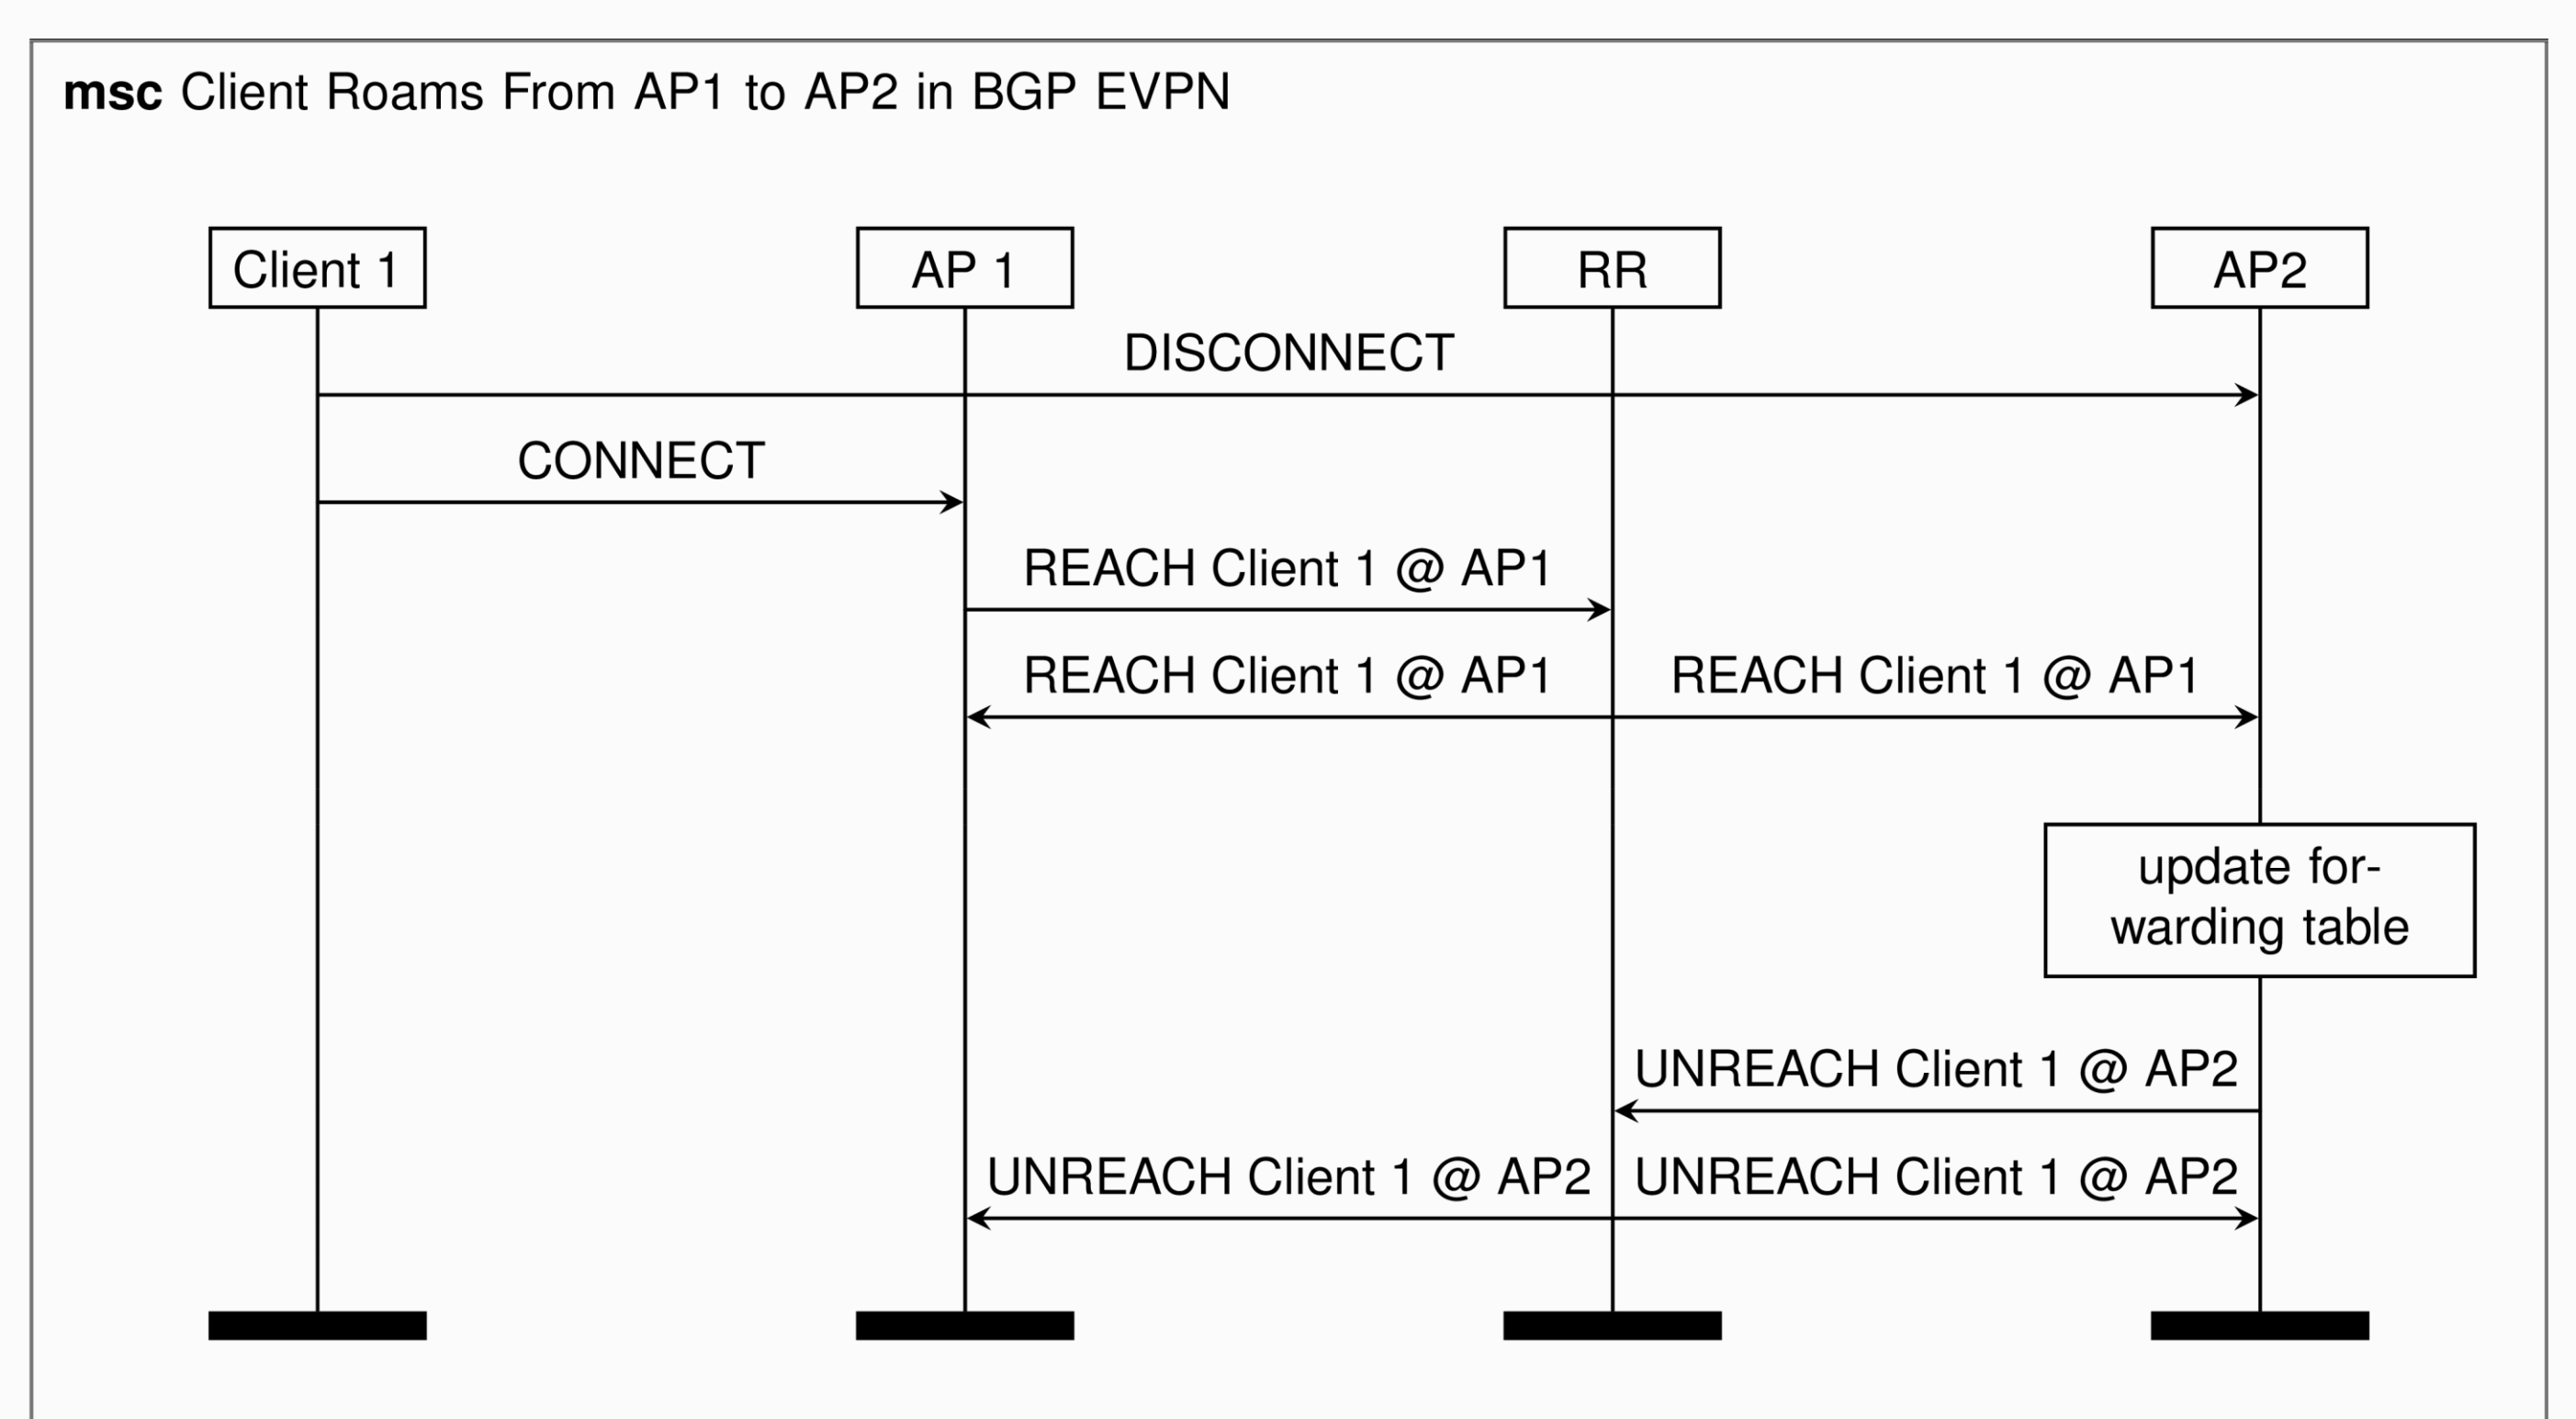 msc Client Roams From AP1 to AP2 in BGP EVPN
Client 1
AP 1
RR
AP2
DISCONNECT
CONNECT
REACH Client 1 @ AP1
REACH Client 1 @ AP1
REACH Client 1 @ AP1
update for-
warding table
UNREACH Client 1 @ AP2
UNREACH Client 1 @ AP2
UNREACH Client 1 @ AP2